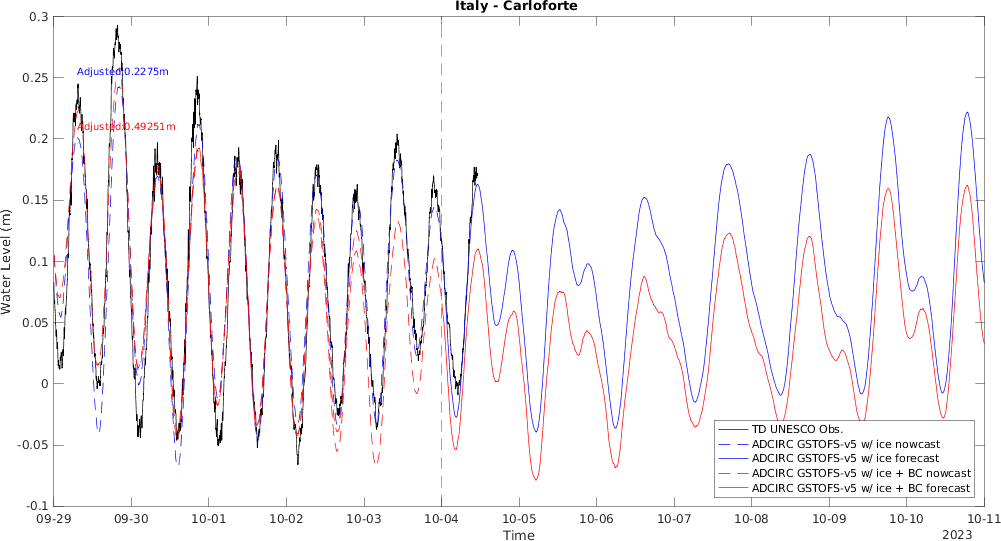 Italy - Carloforte
0.3
0.25
0.2
0.15
0.1
0.05
0
-0.05
-0.1
Water Level (m)
Adjusted:0.2275m
Adjusted:0.49251m
TD UNESCO Obs.
ADCIRC GSTOFS-v5 w/ ice nowcast
ADCIRC GSTOFS-v5 w/ ice forecast
ADCIRC GSTOFS-v5 w/ ice + BC nowcast
ADCIRC GSTOFS-v5 w/ ice + BC forecast
09-29 09-30 10-01 10-02 10-03 10-04 10-05 10-06 10-07 10-08 10-09 10-10 10-11
Time
2023